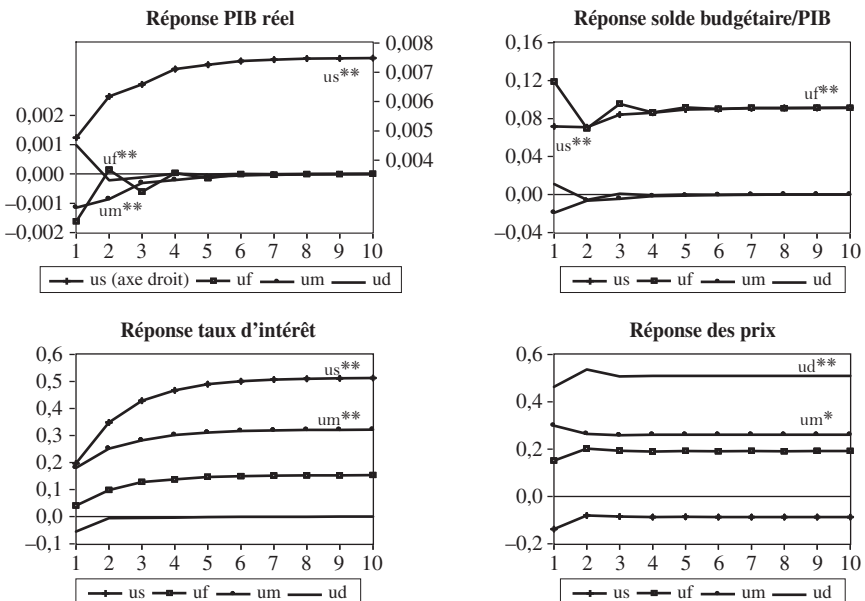 Réponse PIB réel
0,008
0,007
0,006
0,005
0,004
0,002
0,001
0,000
–0,001
–0,002
us**
uf**
um**
1 2 3 4 5 6 7 8 9 10
us (axe droit) uf um ud
Réponse solde budgétaire/PIB
0,16
0,12
0,08
0,04
0,00
–0,04
uf**
us**
1 2 3 4 5 6 7 8 9 10
us uf um ud
Réponse taux d'intérêt
0,6
0,5
0,4
0,3
0,2
0,1
0,0
–0,1
us**
um**
1 2 3 4 5 6 7 8 9 10
us uf um ud
Réponse des prix
0,6
0,4
0,2
0,0
–0,2
ud**
um*
1 2 3 4 5 6 7 8 9 10
us uf um ud